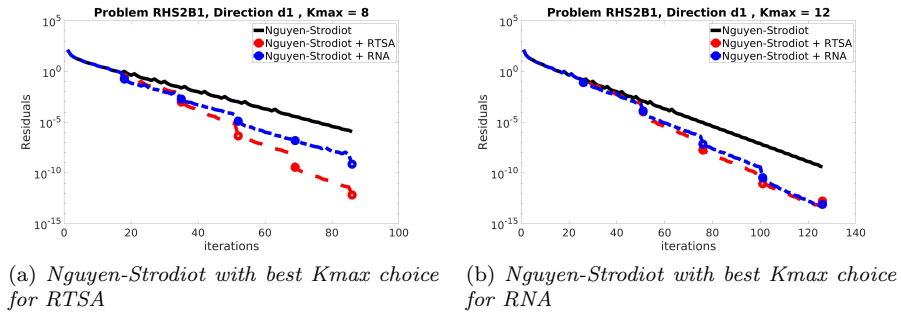 Problem RHS2B1, Direction d1 , Kmax = 8
10^5
10^0
10^-5
10^-10
10^-15
Residuals
Nguyen-Strodiot
Nguyen-Strodiot + RTSA
Nguyen-Strodiot + RNA
0 20 40 60 80 100
iterations
(a) Nguyen-Strodiot with best Kmax choice
for RTSA
Problem RHS2B1, Direction d1 , Kmax = 12
10^5
10^0
10^-5
10^-10
10^-15
Residuals
Nguyen-Strodiot
Nguyen-Strodiot + RTSA
Nguyen-Strodiot + RNA
0 20 40 60 80 100 120 140
iterations
(b) Nguyen-Strodiot with best Kmax choice
for RNA